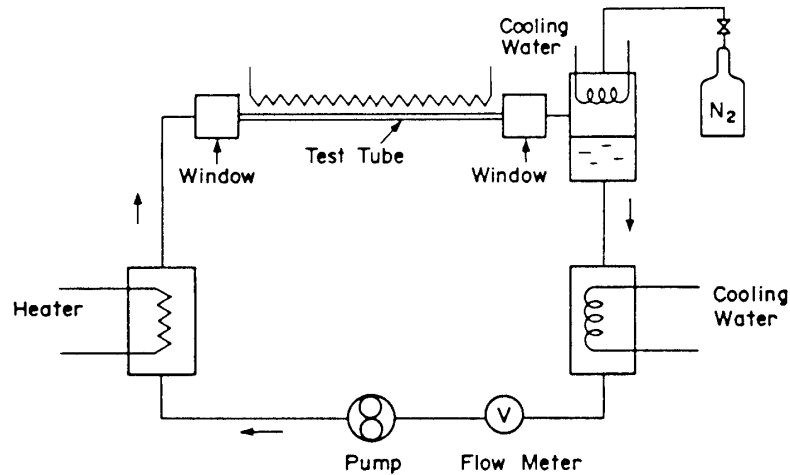 Cooling
Water
N2
Test Tube
Window
Window
Heater
Cooling
Water
V
Pump
Flow Meter